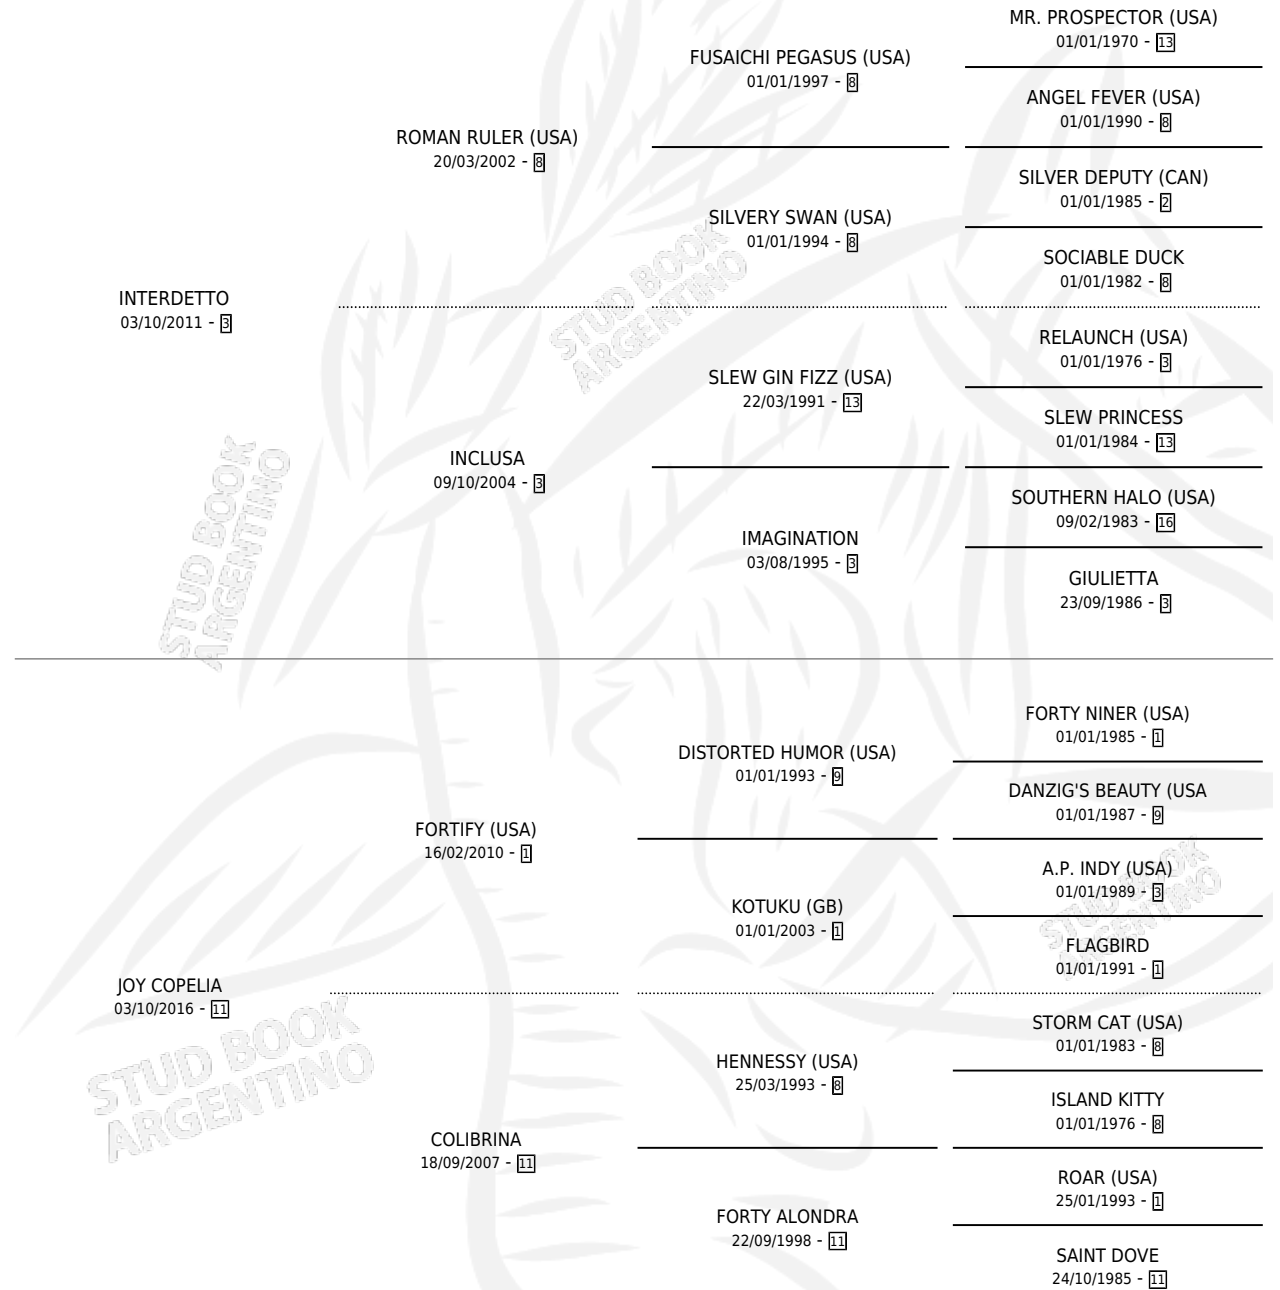 MR. PROSPECTOR (USA)
01/01/1970 - 13
FUSAICHI PEGASUS (USA)
01/01/1997 - 8
ANGEL FEVER (USA)
01/01/1990 - 8
ROMAN RULER (USA)
20/03/2002 - 8
SILVER DEPUTY (CAN)
01/01/1985 - 2
SILVERY SWAN (USA)
01/01/1994 - 8
SOCIABLE DUCK
01/01/1982 - 8
INTERDETTO
03/10/2011 - 3
RELAUNCH (USA)
01/01/1976 - 3
SLEW GIN FIZZ (USA)
22/03/1991 - 13
SLEW PRINCESS
01/01/1984 - 13
INCLUSA
09/10/2004 - 3
SOUTHERN HALO (USA)
09/02/1983 - 16
IMAGINATION
03/08/1995 - 3
GIULIETTA
23/09/1986 - 3
STUD BOOK
ARGENTINO
STUD BOOK
ARGENTINO
FORTY NINER (USA)
01/01/1985 - 1
DISTORTED HUMOR (USA)
01/01/1993 - 9
DANZIG'S BEAUTY (USA
01/01/1987 - 9
FORTIFY (USA)
16/02/2010 - 1
A.P. INDY (USA)
01/01/1989 - 3
KOTUKU (GB)
01/01/2003 - 1
FLAGBIRD
01/01/1991 - 1
JOY COPELIA
03/10/2016 - 11
STORM CAT (USA)
01/01/1983 - 8
HENNESSY (USA)
25/03/1993 - 8
ISLAND KITTY
01/01/1976 - 8
COLIBRINA
18/09/2007 - 11
ROAR (USA)
25/01/1993 - 1
FORTY ALONDRA
22/09/1998 - 11
SAINT DOVE
24/10/1985 - 11
STUD BOOK
ARGENTINO
STUD BOOK
ARGENTINO